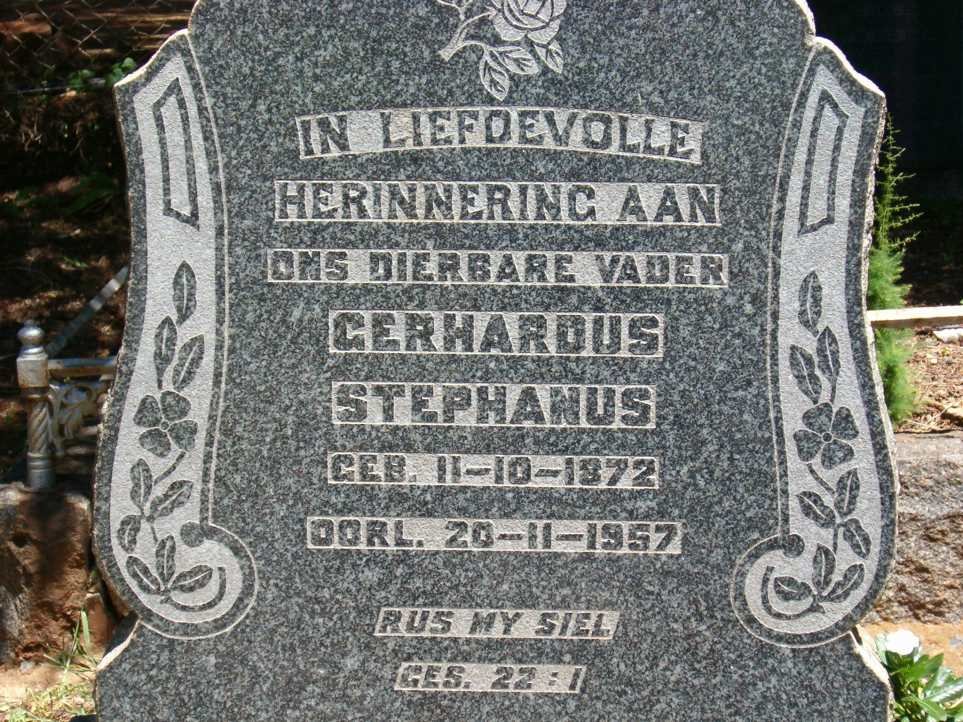 IN LIEFDEVOLLE
HERINNERING AAN
ONS DIERBARE VADER
GERHARDUS
STEPHANUS
GEB. 11-10-1872
OORL. 20-11-1957
RUS MY SIEL
GES. 22:1